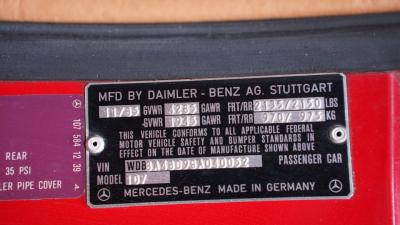 MFD BY DAIMLER - BENZ AG. STUTTGART
11/85 GVWR 4285 GAWR FRT/RR 2135/2150 LBS
GVWR 1945 GAWR FRT/RR 970/ 975 KG
THIS VEHICLE CONFORMS TO ALL APPLICABLE FEDERAL
MOTOR VEHICLE SAFETY AND BUMPER STANDARDS IN
EFFECT ON THE DATE OF MANUFACTURE SHOWN ABOVE
VIN PASSENGER CAR
MODEL 107
MERCEDES-BENZ MADE IN GERMANY
REAR
35 PSI
LER PIPE COVER
107 584 12 39
A